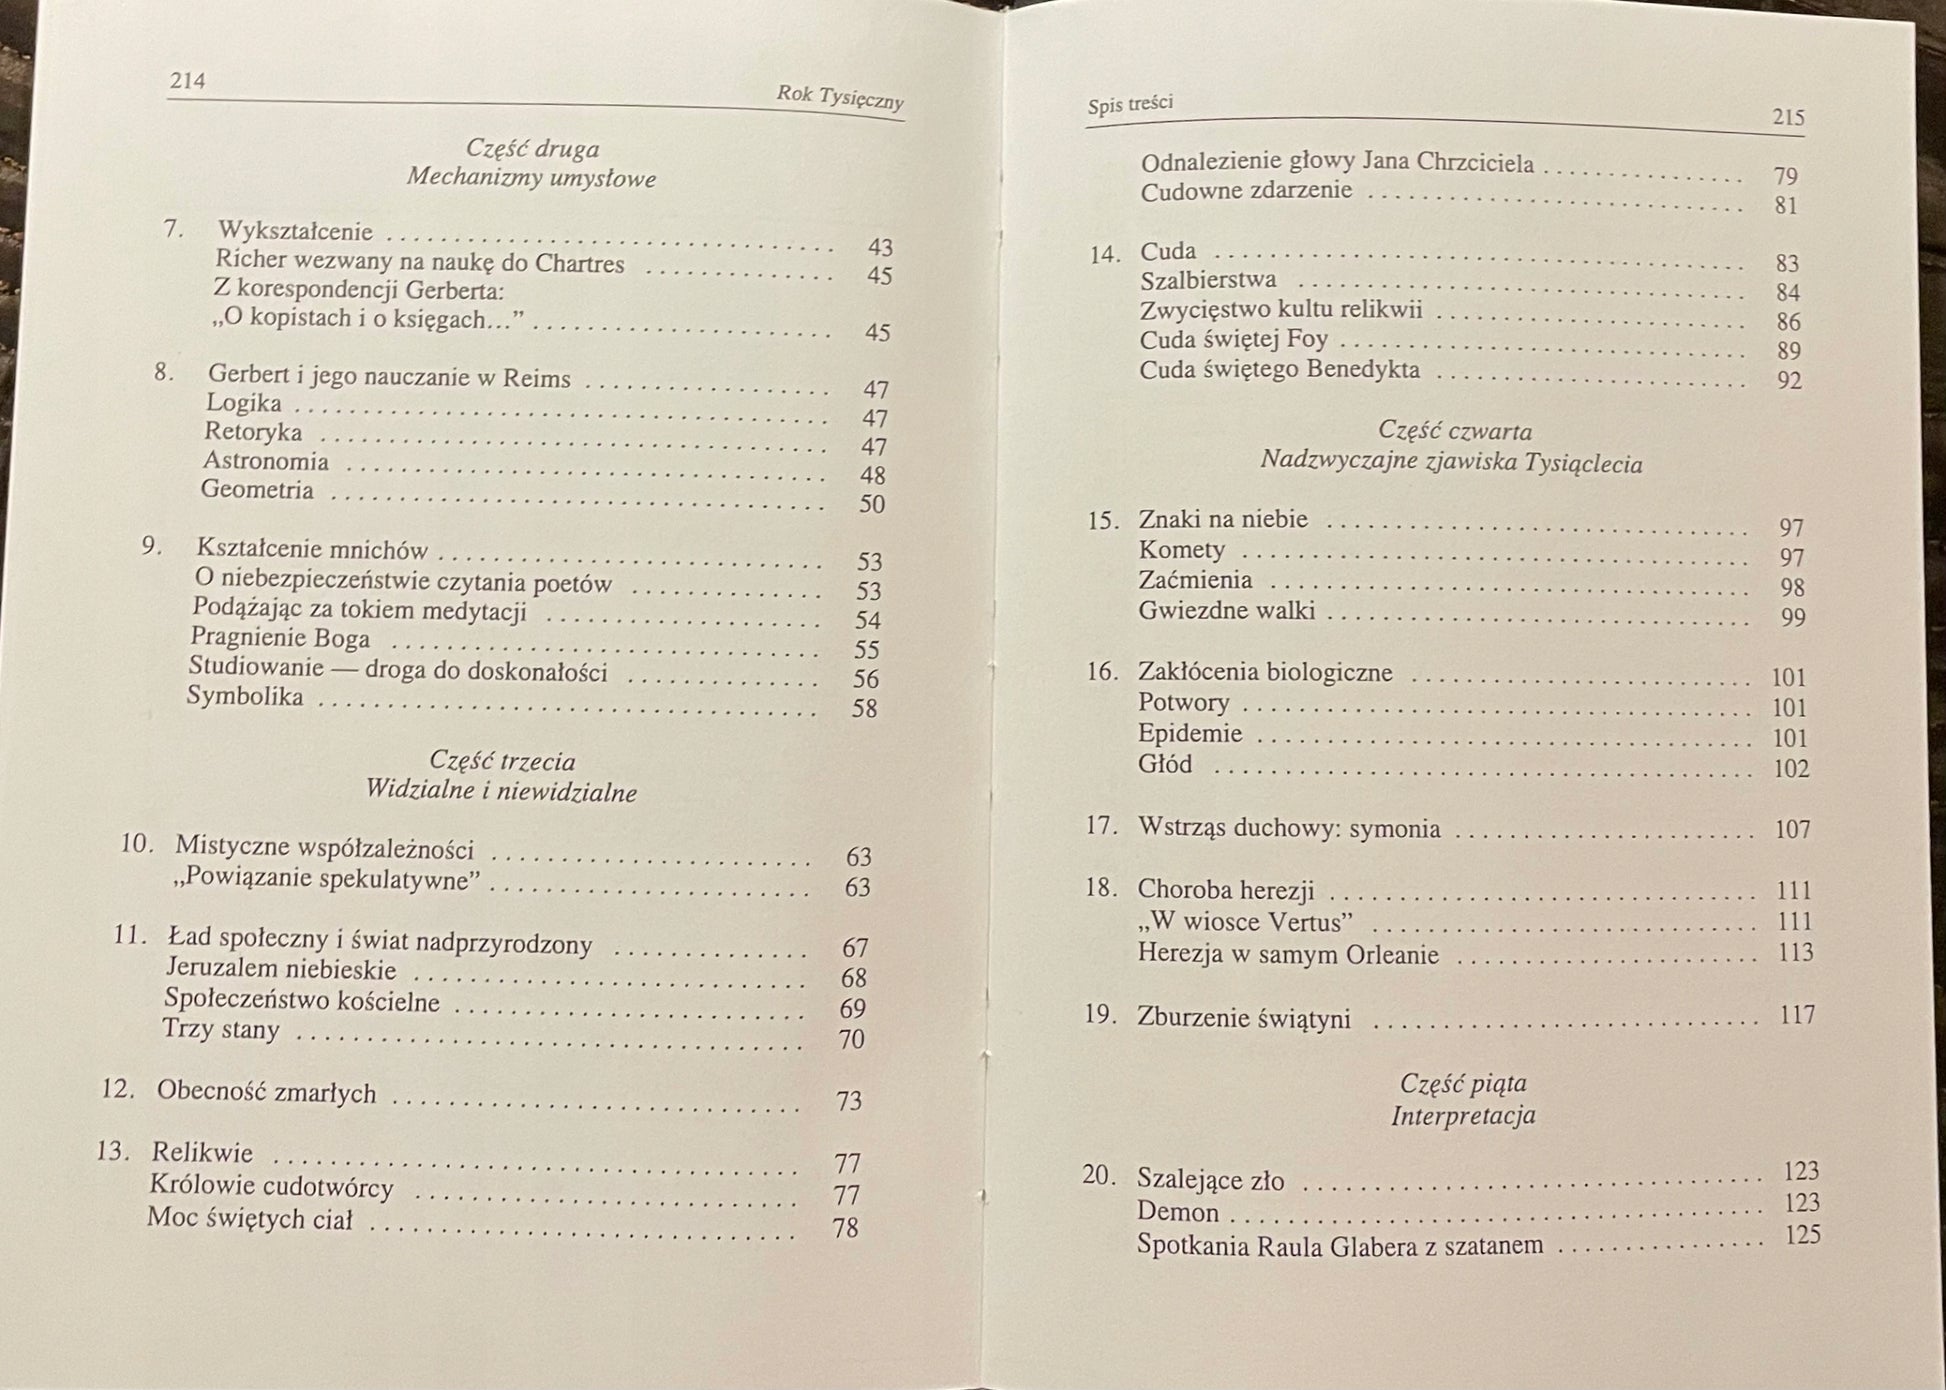 214
Rok Tysięczny
Część druga
Mechanizmy umysłowe
7. Wykształcenie . . . . . . . . . . . . . . . . . . . . . . . . . . . . . . . . . 43
Richer wezwany na naukę do Chartres . . . . . . . . . . . . . . 45
Z korespondencji Gerberta:
„O kopistach i o księgach...” . . . . . . . . . . . . . . . . . . . . . . 45
8. Gerbert i jego nauczanie w Reims . . . . . . . . . . . . . . . . . . 47
Logika . . . . . . . . . . . . . . . . . . . . . . . . . . . . . . . . . . . . . . 47
Retoryka . . . . . . . . . . . . . . . . . . . . . . . . . . . . . . . . . . . . 47
Astronomia . . . . . . . . . . . . . . . . . . . . . . . . . . . . . . . . . . 48
Geometria . . . . . . . . . . . . . . . . . . . . . . . . . . . . . . . . . . . 50
9. Kształcenie mnichów . . . . . . . . . . . . . . . . . . . . . . . . . . . . 53
O niebezpieczeństwie czytania poetów . . . . . . . . . . . . . . 53
Podążając za tokiem medytacji . . . . . . . . . . . . . . . . . . . . 54
Pragnienie Boga . . . . . . . . . . . . . . . . . . . . . . . . . . . . . . . 55
Studiowanie — droga do doskonałości . . . . . . . . . . . . . . 56
Symbolika . . . . . . . . . . . . . . . . . . . . . . . . . . . . . . . . . . . . 58
Część trzecia
Widzialne i niewidzialne
10. Mistyczne współzależności . . . . . . . . . . . . . . . . . . . . . . . 63
„Powiązanie spekulatywne” . . . . . . . . . . . . . . . . . . . . . . . 63
11. Ład społeczny i świat nadprzyrodzony . . . . . . . . . . . . . . 67
Jeruzalem niebieskie . . . . . . . . . . . . . . . . . . . . . . . . . . . . 68
Społeczeństwo kościelne . . . . . . . . . . . . . . . . . . . . . . . . . 69
Trzy stany . . . . . . . . . . . . . . . . . . . . . . . . . . . . . . . . . . . . 70
12. Obecność zmarłych . . . . . . . . . . . . . . . . . . . . . . . . . . . . . 73
13. Relikwie . . . . . . . . . . . . . . . . . . . . . . . . . . . . . . . . . . . . . 77
Królowie cudotwórcy . . . . . . . . . . . . . . . . . . . . . . . . . . . 77
Moc świętych ciał . . . . . . . . . . . . . . . . . . . . . . . . . . . . . . 78
Spis treści
215
Odnalezienie głowy Jana Chrzciciela . . . . . . . . . . . . . . . . 79
Cudowne zdarzenie . . . . . . . . . . . . . . . . . . . . . . . . . . . . 81
14. Cuda . . . . . . . . . . . . . . . . . . . . . . . . . . . . . . . . . . . . . . . 83
Szalbierstwa . . . . . . . . . . . . . . . . . . . . . . . . . . . . . . . . . 84
Zwycięstwo kultu relikwii . . . . . . . . . . . . . . . . . . . . . . . 86
Cuda świętej Foy . . . . . . . . . . . . . . . . . . . . . . . . . . . . . . 89
Cuda świętego Benedykta . . . . . . . . . . . . . . . . . . . . . . . 92
Część czwarta
Nadzwyczajne zjawiska Tysiąclecia
15. Znaki na niebie . . . . . . . . . . . . . . . . . . . . . . . . . . . . . . . 97
Komety . . . . . . . . . . . . . . . . . . . . . . . . . . . . . . . . . . . . . 97
Zaćmienia . . . . . . . . . . . . . . . . . . . . . . . . . . . . . . . . . . . 98
Gwiezdne walki . . . . . . . . . . . . . . . . . . . . . . . . . . . . . . . 99
16. Zakłócenia biologiczne . . . . . . . . . . . . . . . . . . . . . . . . . 101
Potwory . . . . . . . . . . . . . . . . . . . . . . . . . . . . . . . . . . . . . 101
Epidemie . . . . . . . . . . . . . . . . . . . . . . . . . . . . . . . . . . . . 101
Głód . . . . . . . . . . . . . . . . . . . . . . . . . . . . . . . . . . . . . . . 102
17. Wstrząs duchowy: symonia . . . . . . . . . . . . . . . . . . . . . . 107
18. Choroba herezji . . . . . . . . . . . . . . . . . . . . . . . . . . . . . . . 111
„W wiosce Vertus” . . . . . . . . . . . . . . . . . . . . . . . . . . . . 111
Herezja w samym Orleanie . . . . . . . . . . . . . . . . . . . . . . 113
19. Zburzenie świątyni . . . . . . . . . . . . . . . . . . . . . . . . . . . . 117
Część piąta
Interpretacja
20. Szalejące zło . . . . . . . . . . . . . . . . . . . . . . . . . . . . . . . . . 123
Demon . . . . . . . . . . . . . . . . . . . . . . . . . . . . . . . . . . . . . . 123
Spotkania Raula Glabera z szatanem . . . . . . . . . . . . . . . 125